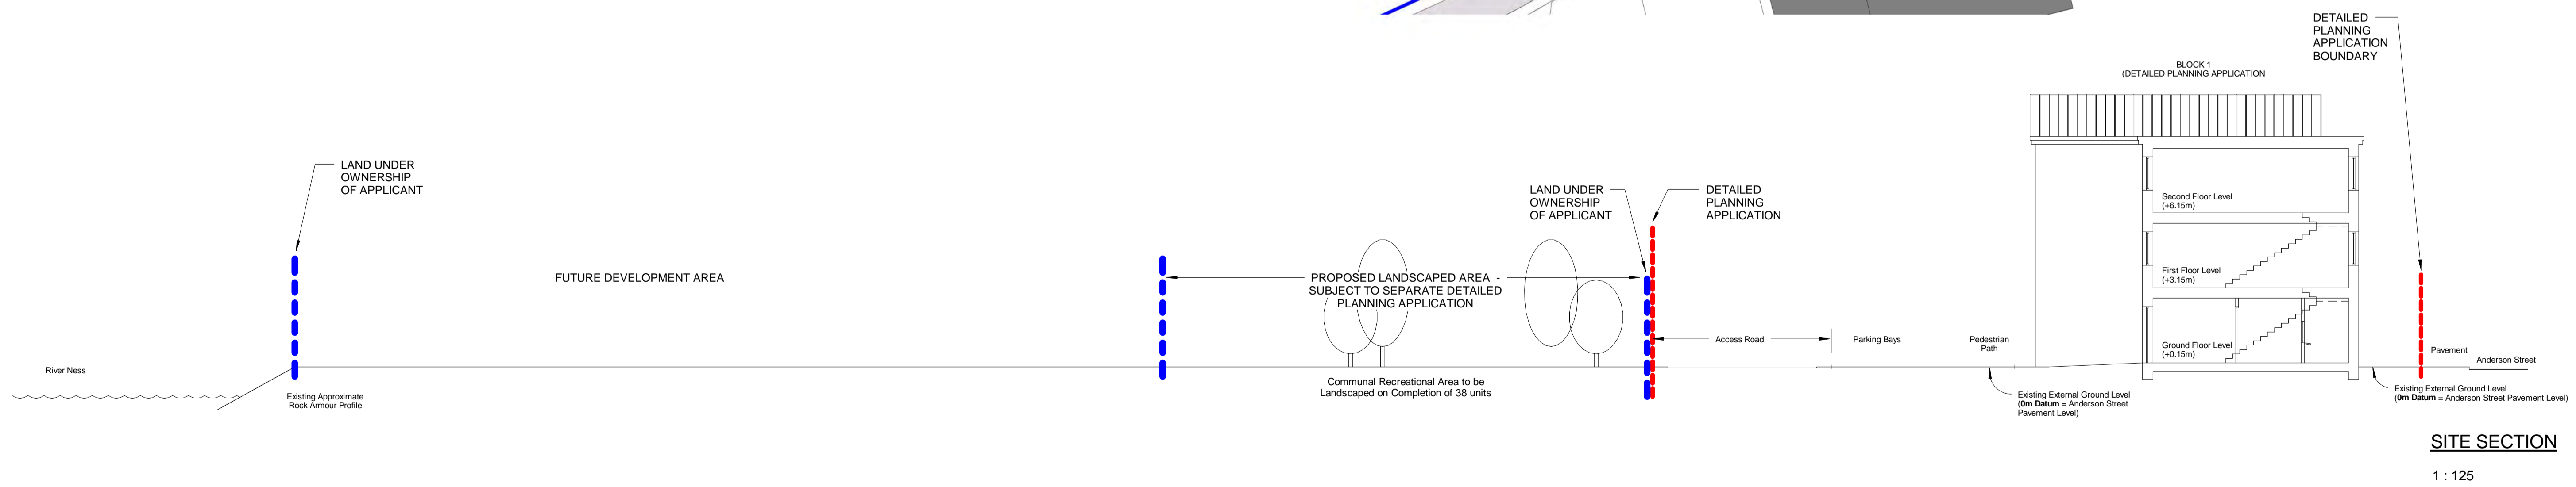 DETAILED
PLANNING
APPLICATION
BOUNDARY
BLOCK 1
(DETAILED PLANNING APPLICATION
LAND UNDER
OWNERSHIP
OF APPLICANT
LAND UNDER
OWNERSHIP
OF APPLICANT
DETAILED
PLANNING
APPLICATION
Second Floor Level
(+6.15m)
FUTURE DEVELOPMENT AREA
PROPOSED LANDSCAPED AREA -
SUBJECT TO SEPARATE DETAILED
PLANNING APPLICATION
First Floor Level
(+3.15m)
River Ness
Access Road
Parking Bays
Pedestrian
Path
Ground Floor Level
(+0.15m)
Pavement
Anderson Street
Existing Approximate
Rock Armour Profile
Communal Recreational Area to be
Landscaped on Completion of 38 units
Existing External Ground Level
(0m Datum = Anderson Street
Pavement Level)
Existing External Ground Level
(0m Datum = Anderson Street Pavement Level)
SITE SECTION
1 : 125